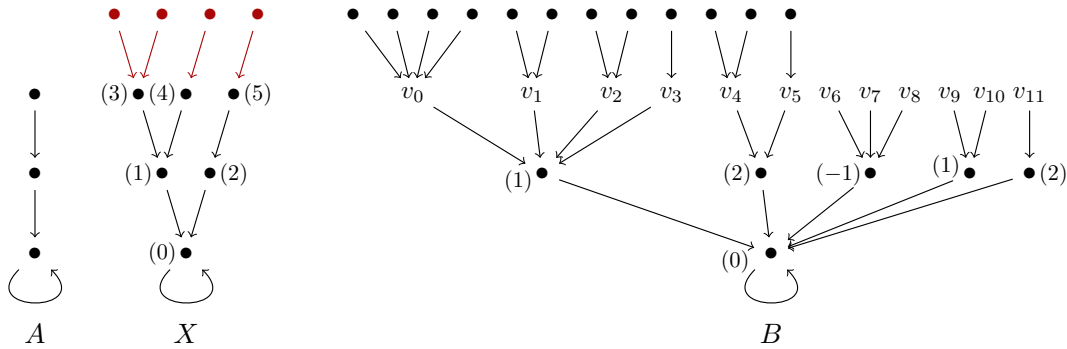 (3) (4) (5) v₀ v₁ v₂ v₃ v₄ v₅ v₆ v₇ v₈ v₉ v₁₀ v₁₁
(1) (2) (1) (2) (−1) (1) (2)
(0) (0)
A X B